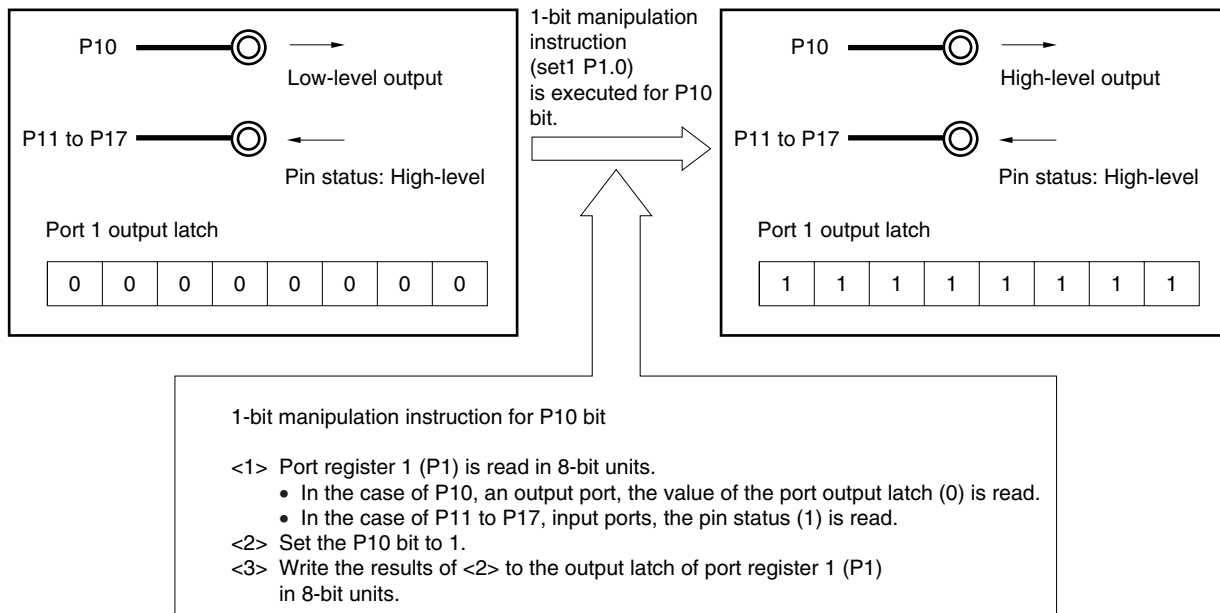 P10
Low-level output
P11 to P17
Pin status: High-level
Port 1 output latch
0 0 0 0 0 0 0 0
1-bit manipulation
instruction
(set1 P1.0)
is executed for P10
bit.
P10
High-level output
P11 to P17
Pin status: High-level
Port 1 output latch
1 1 1 1 1 1 1 1
1-bit manipulation instruction for P10 bit
<1> Port register 1 (P1) is read in 8-bit units.
• In the case of P10, an output port, the value of the port output latch (0) is read.
• In the case of P11 to P17, input ports, the pin status (1) is read.
<2> Set the P10 bit to 1.
<3> Write the results of <2> to the output latch of port register 1 (P1)
in 8-bit units.